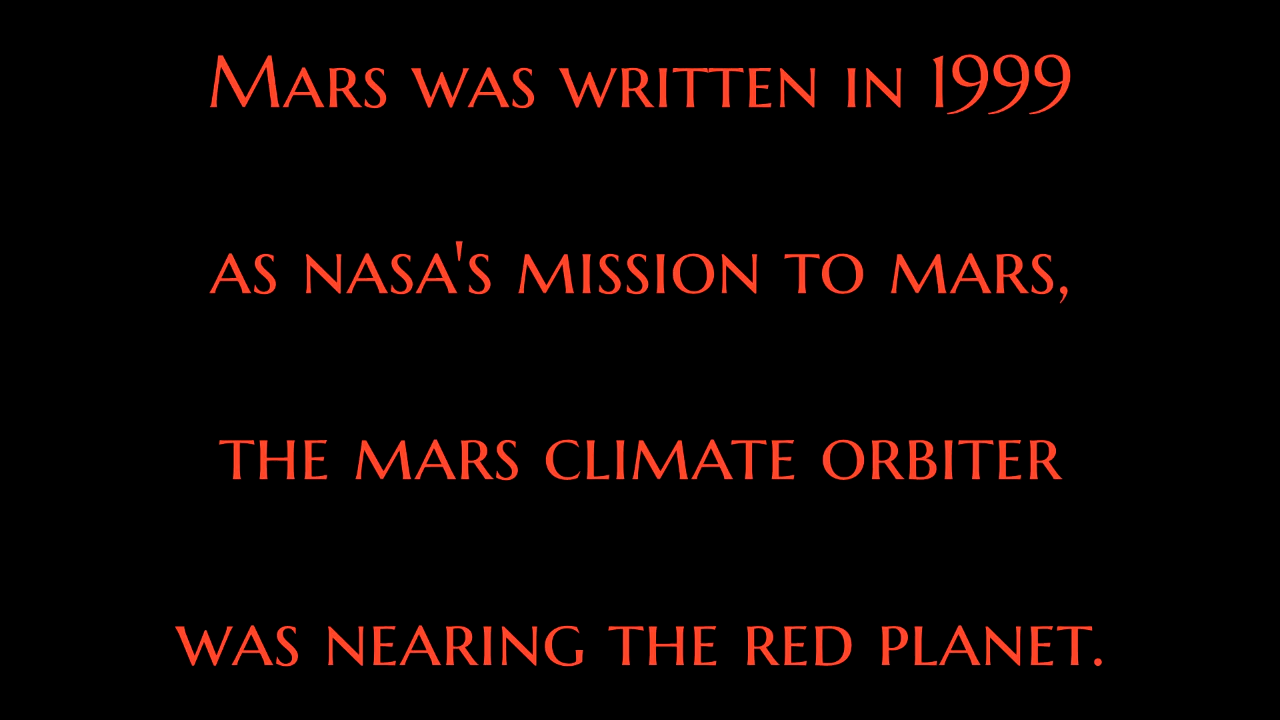 Mars was written in 1999
as nasa's mission to mars,
the mars climate orbiter
was nearing the red planet.